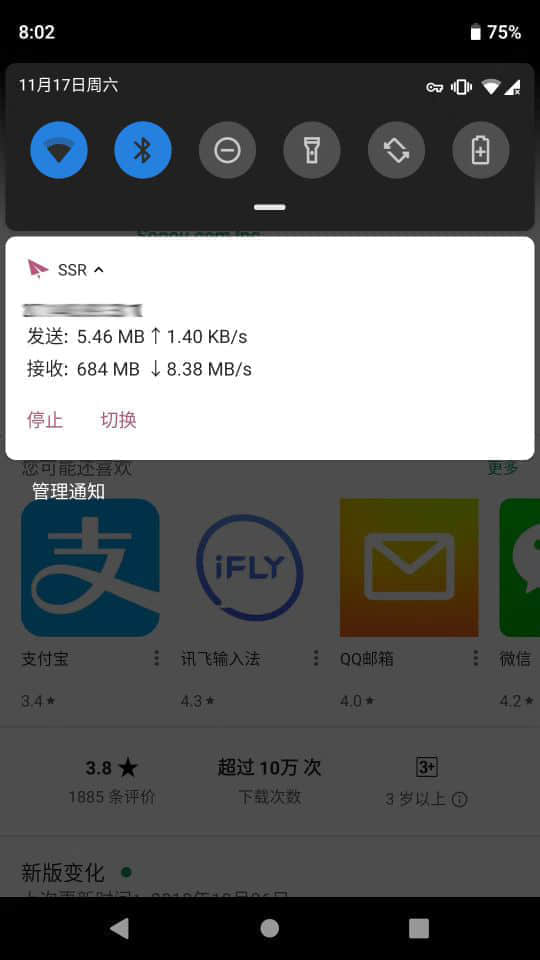 8:02
75%
11月17日周六
SSR
发送: 5.46 MB ↑ 1.40 KB/s
接收: 684 MB ↓ 8.38 MB/s
停止 切换
您可能还喜欢 更多
管理通知
支
iFLY
支付宝 讯飞输入法 QQ邮箱 微信
3.4★ 4.3★ 4.0★ 4.2★
3.8 ★ 超过 10万 次 3+
1885 条评价 下载次数 3 岁以上
新版变化